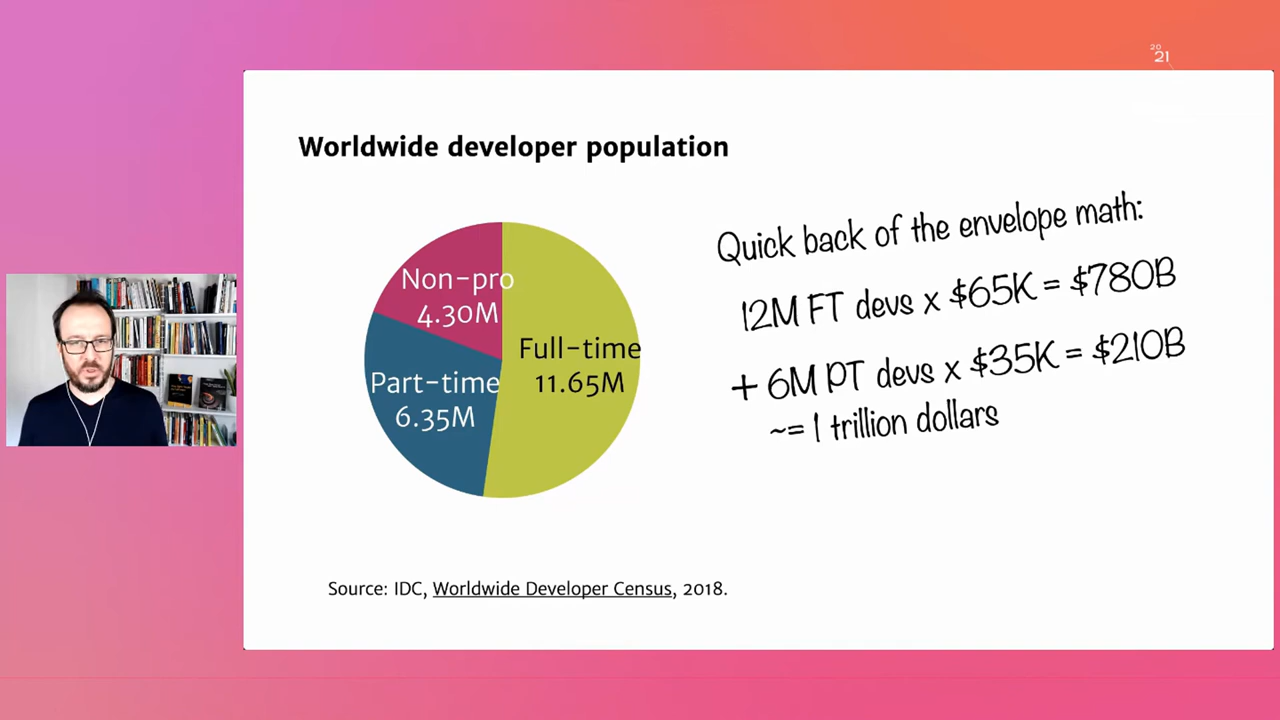 20
21
Worldwide developer population
Non-pro
4.30M
Full-time
11.65M
Part-time
6.35M
Quick back of the envelope math:
12M FT devs x $65K = $780B
+ 6M PT devs x $35K = $210B
~= 1 trillion dollars
Source: IDC, Worldwide Developer Census, 2018.